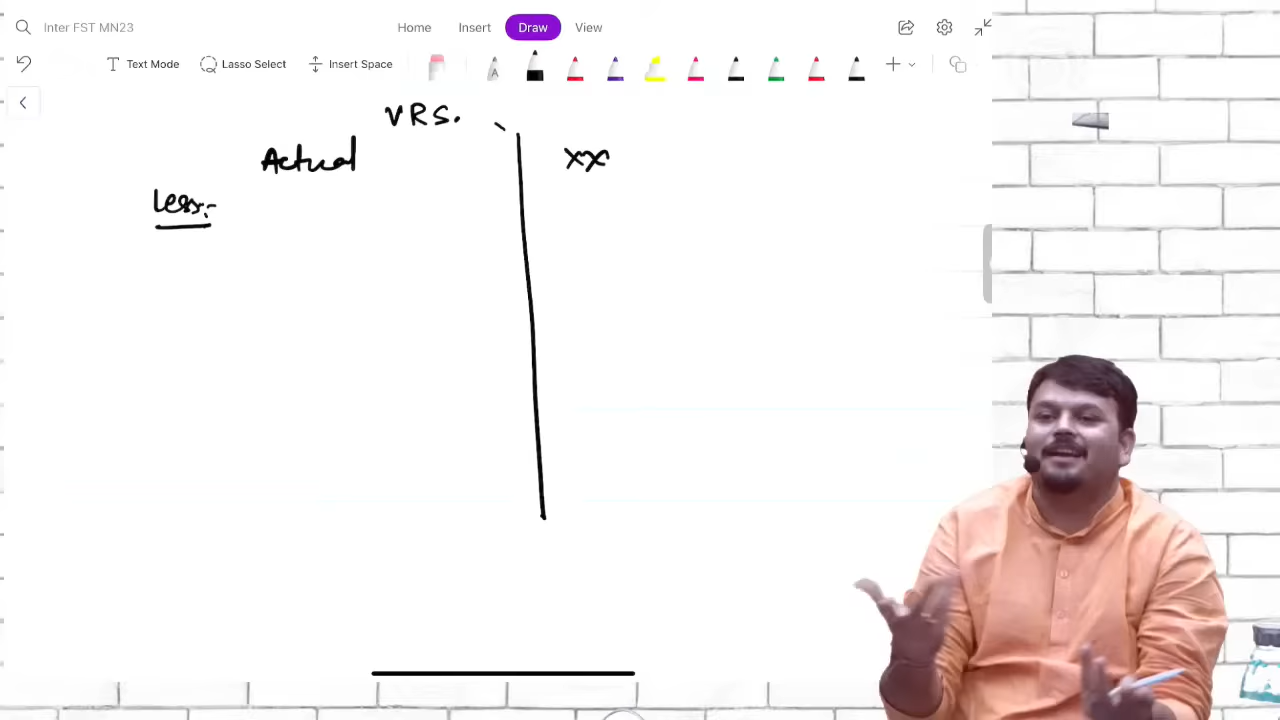 Inter FST MN23
Home Insert Draw View
Text Mode Lasso Select Insert Space
A
VRS.
Actual xx
Less:-